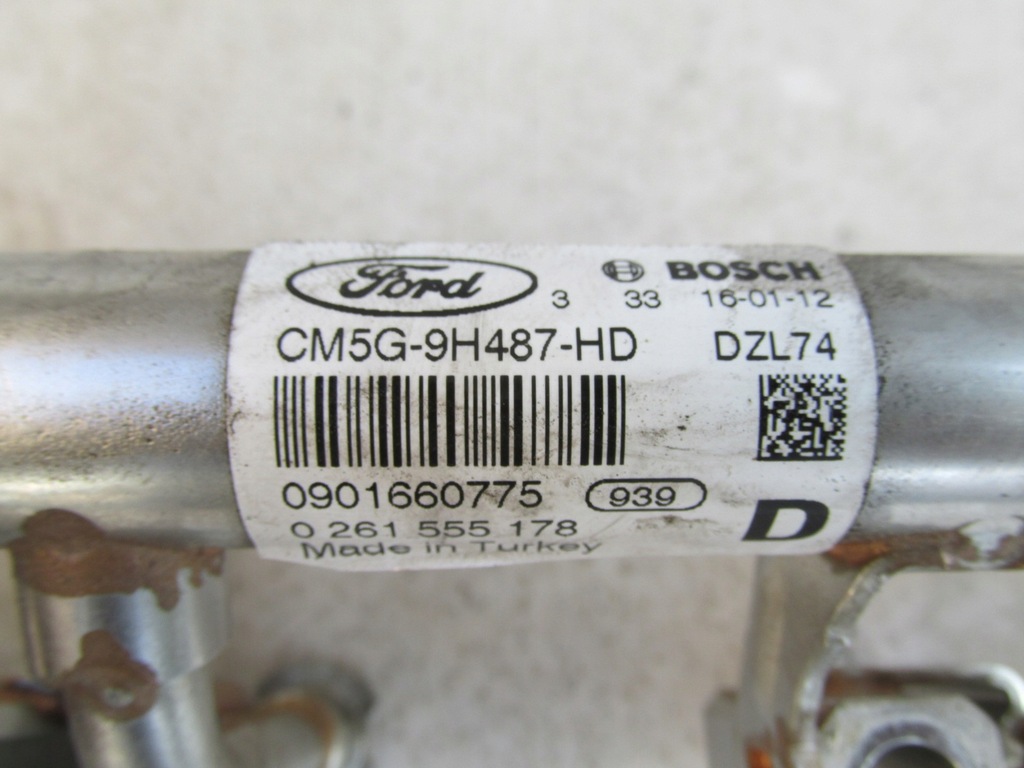 Ford 3 33 BOSCH
16-01-12
CM5G-9H487-HD DZL74
0901660775 939
0 261 555 178 D
Made in Turkey